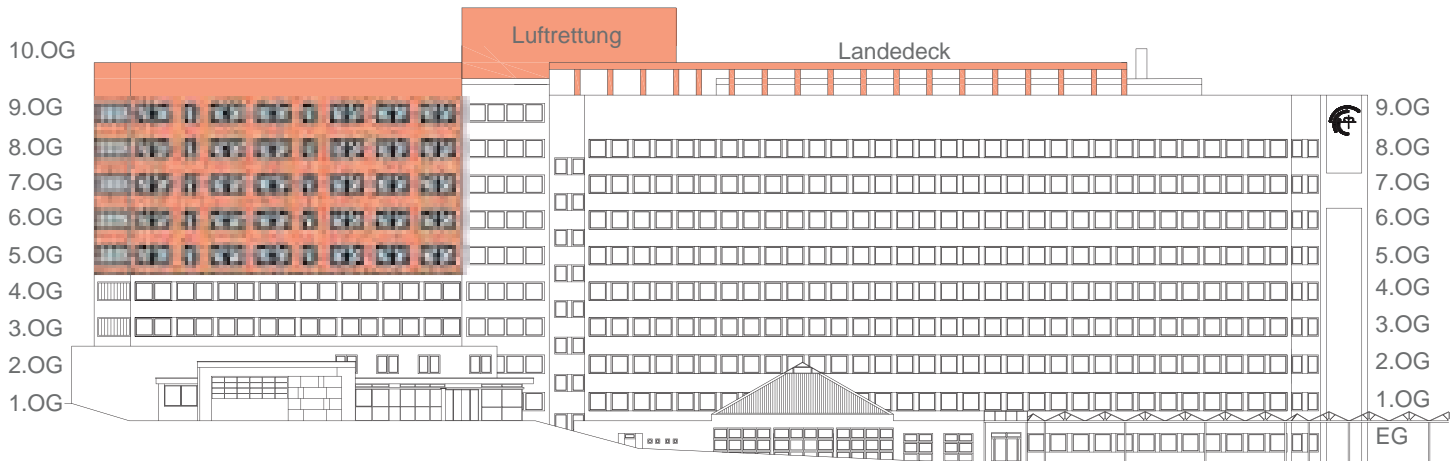 Luftrettung
Landedeck
10.OG
9.OG
8.OG
7.OG
6.OG
5.OG
4.OG
3.OG
2.OG
1.OG
9.OG
8.OG
7.OG
6.OG
5.OG
4.OG
3.OG
2.OG
1.OG
EG